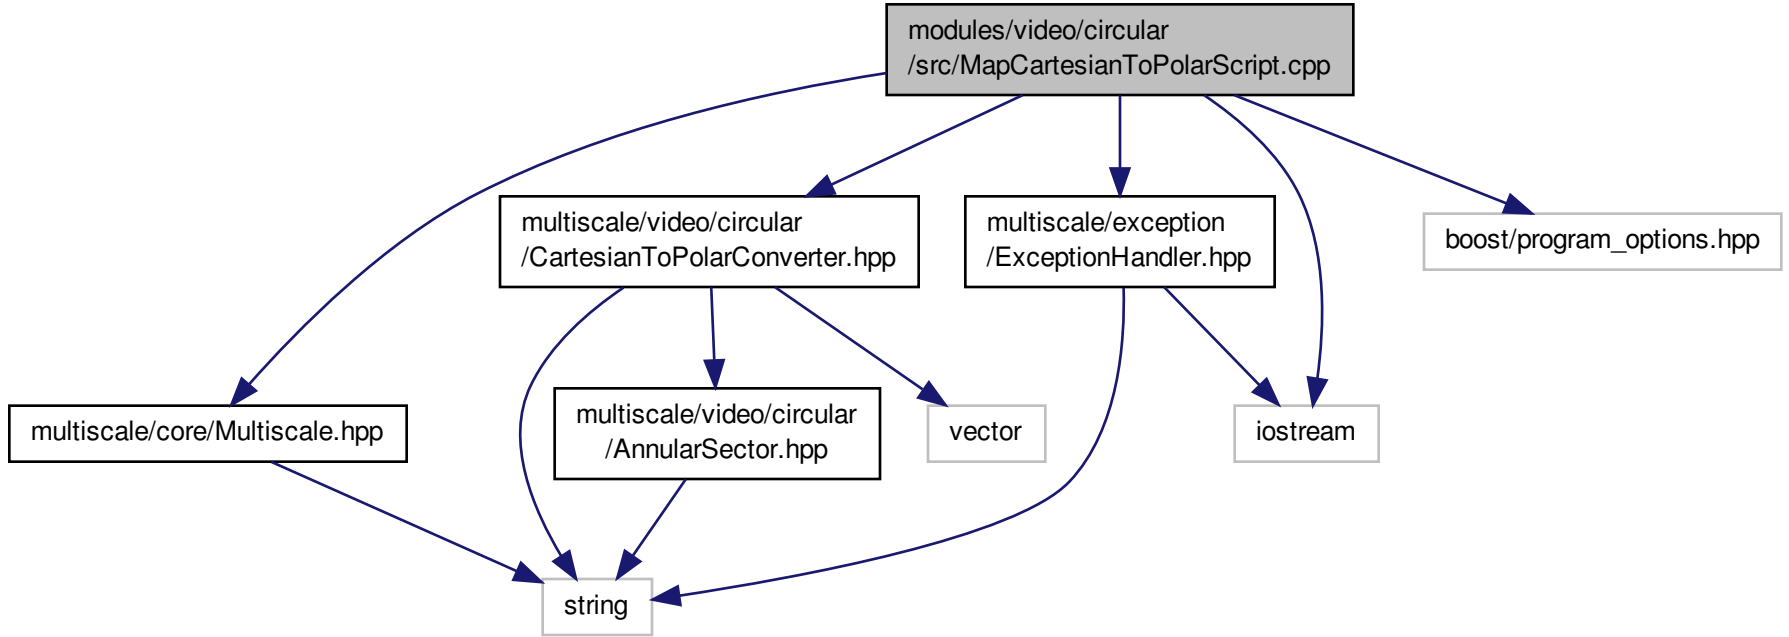 modules/video/circular
/src/MapCartesianToPolarScript.cpp
multiscale/video/circular
/CartesianToPolarConverter.hpp
multiscale/exception
/ExceptionHandler.hpp
boost/program_options.hpp
multiscale/core/Multiscale.hpp
multiscale/video/circular
/AnnularSector.hpp
vector
iostream
string